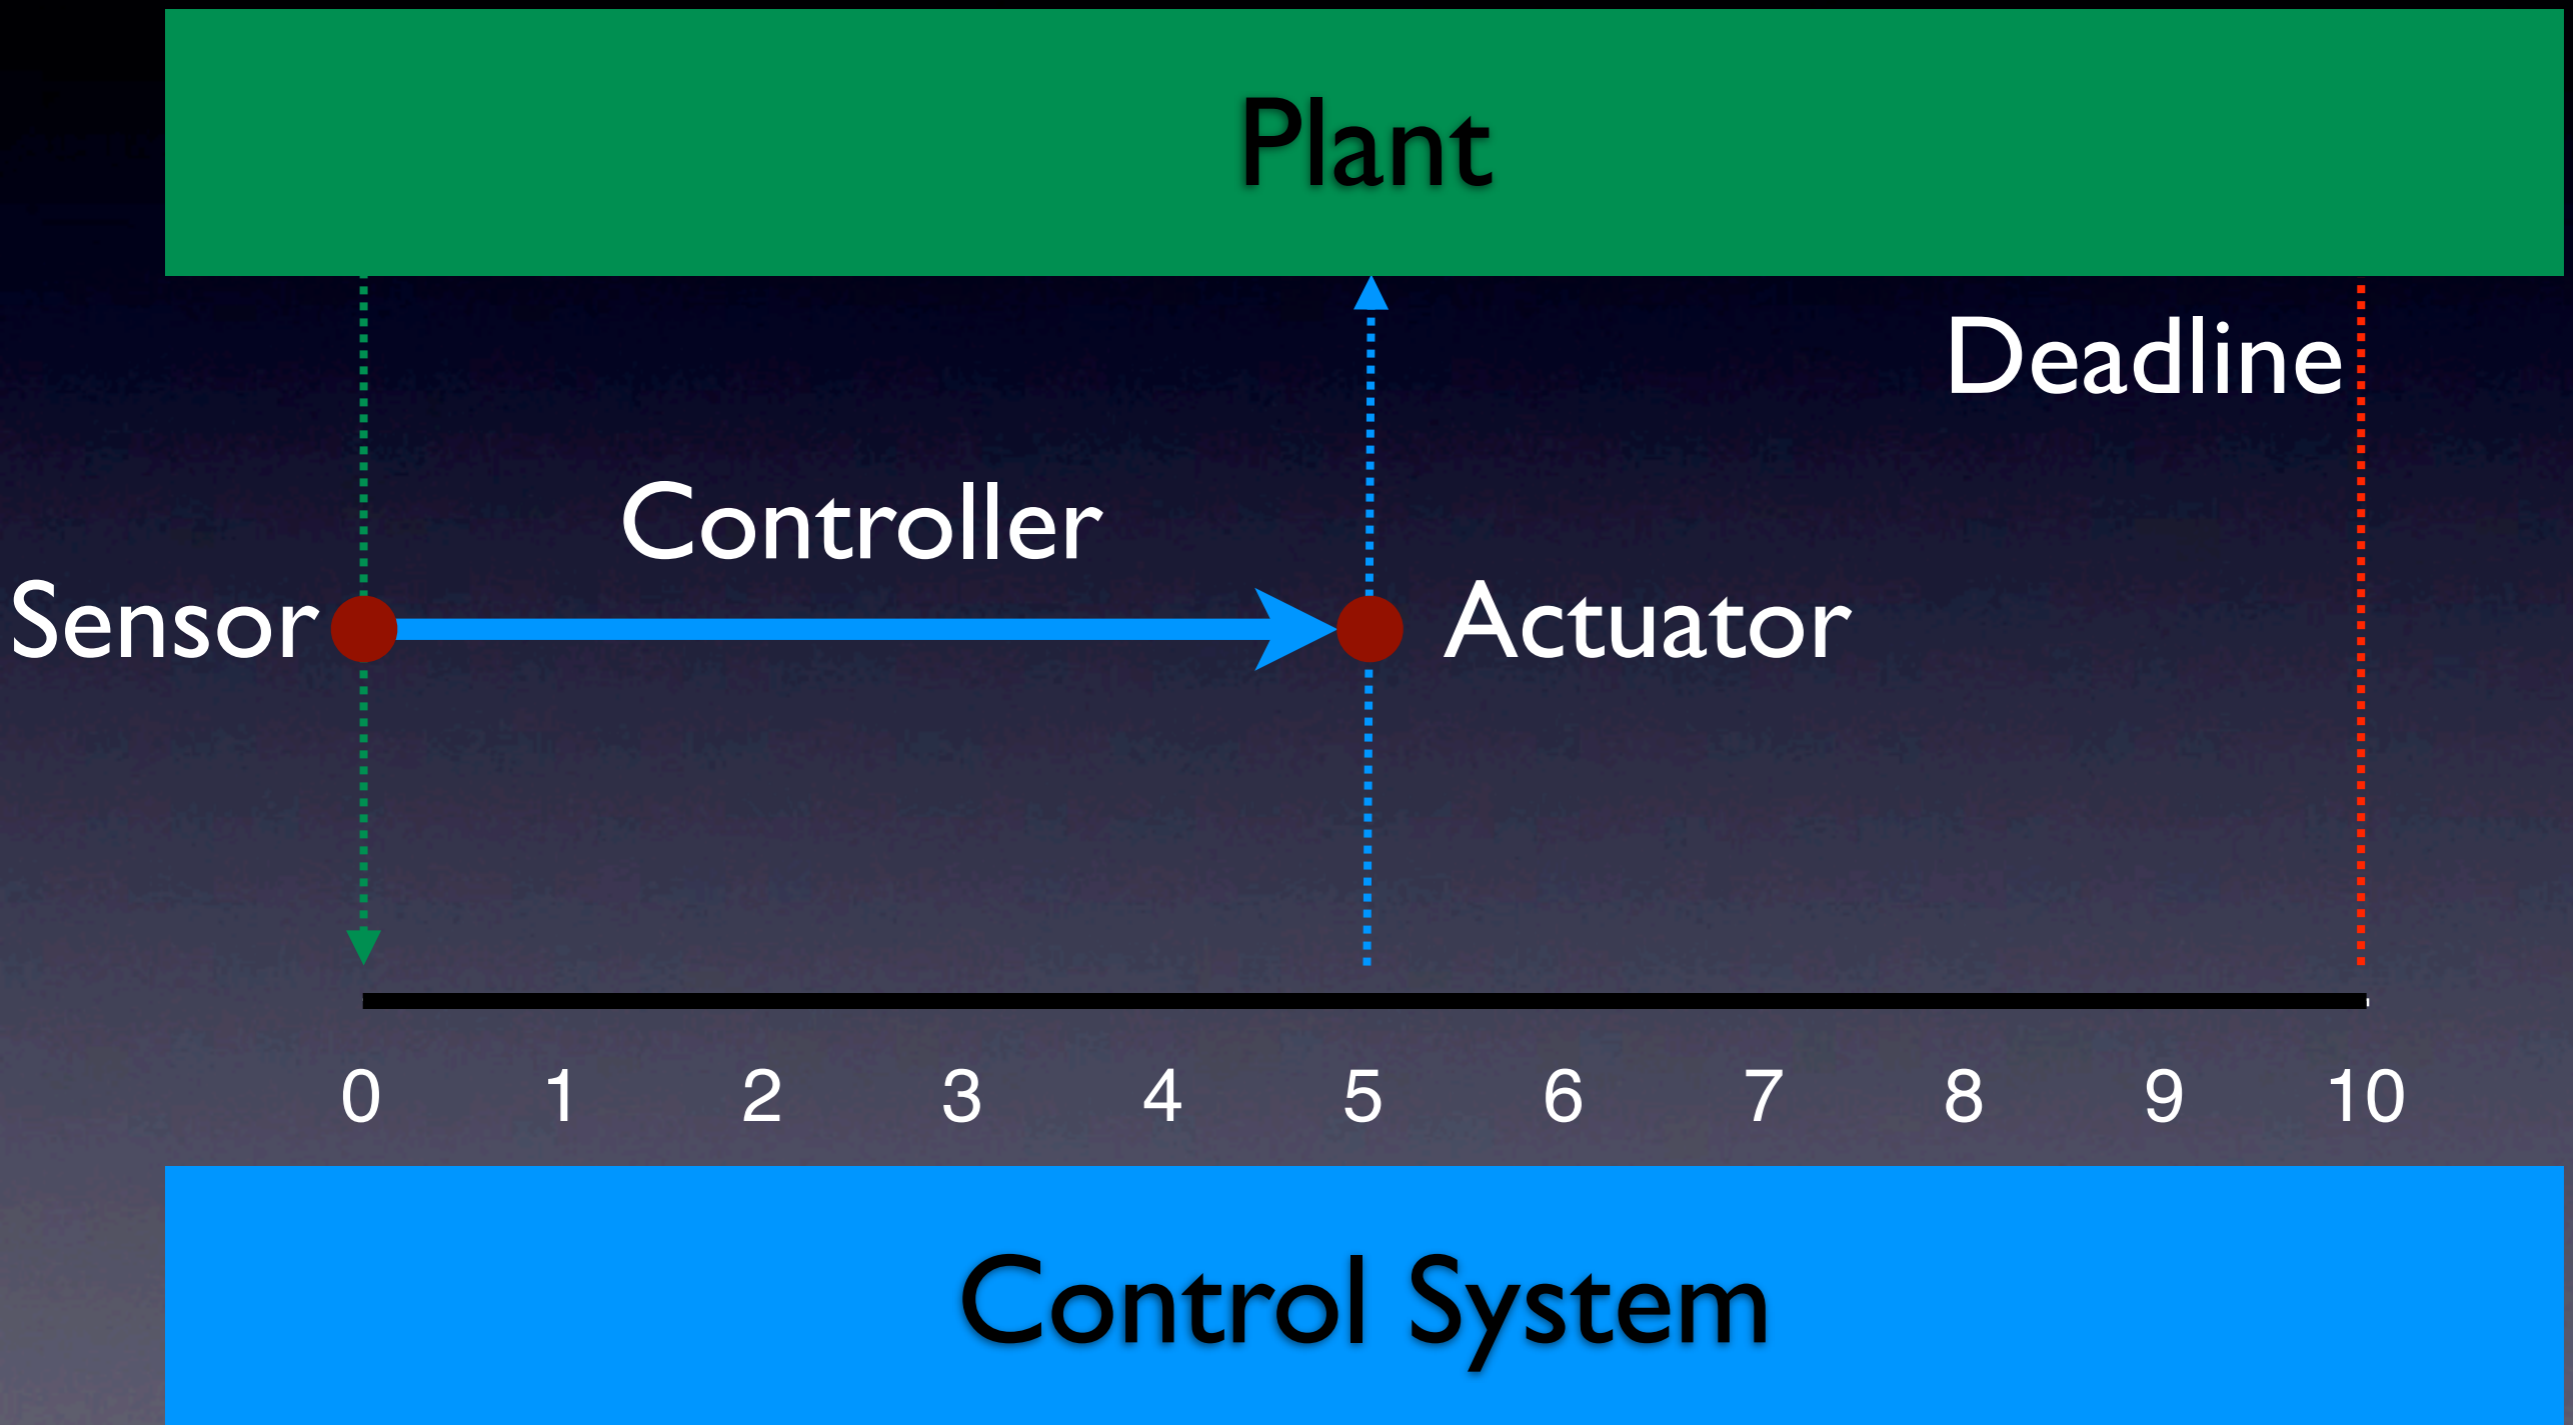 Plant
Deadline
Controller
Sensor Actuator
0 1 2 3 4 5 6 7 8 9 10
Control System